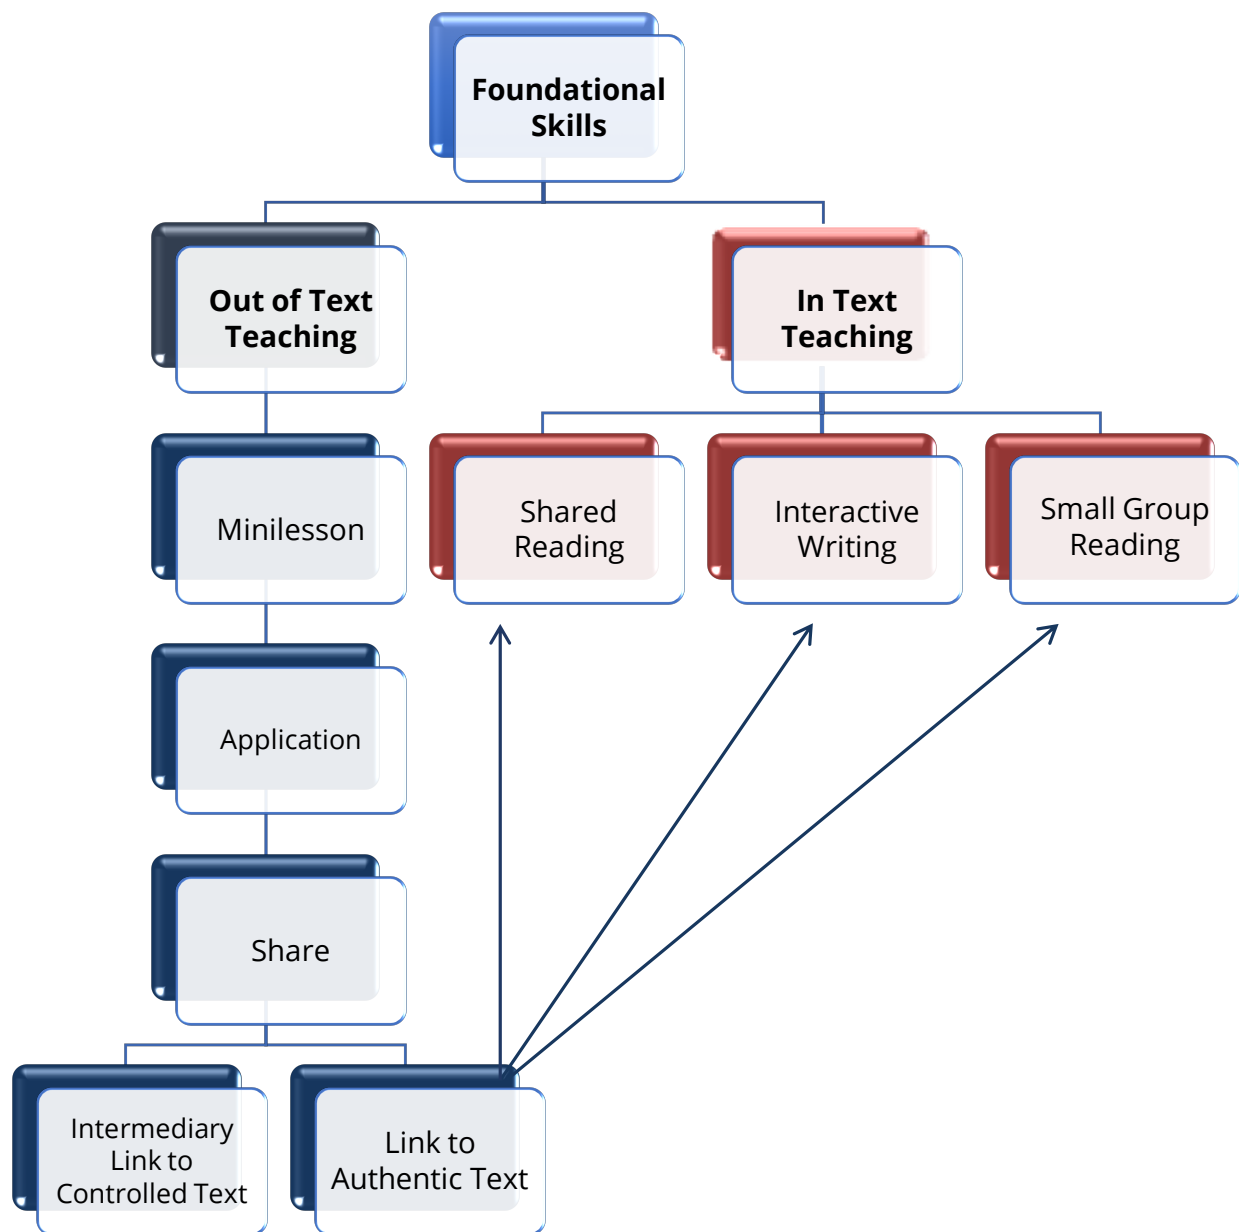 Foundational
Skills
Out of Text
Teaching
In Text
Teaching
Minilesson
Shared
Reading
Interactive
Writing
Small Group
Reading
Application
Share
Intermediary
Link to
Controlled Text
Link to
Authentic Text